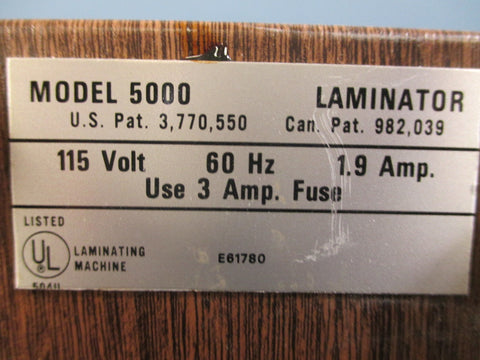 MODEL 5000 LAMINATOR
U.S. Pat. 3,770,550 Can. Pat. 982,039
115 Volt 60 Hz 1.9 Amp.
Use 3 Amp. Fuse
LISTED
UL LAMINATING
MACHINE
E61780